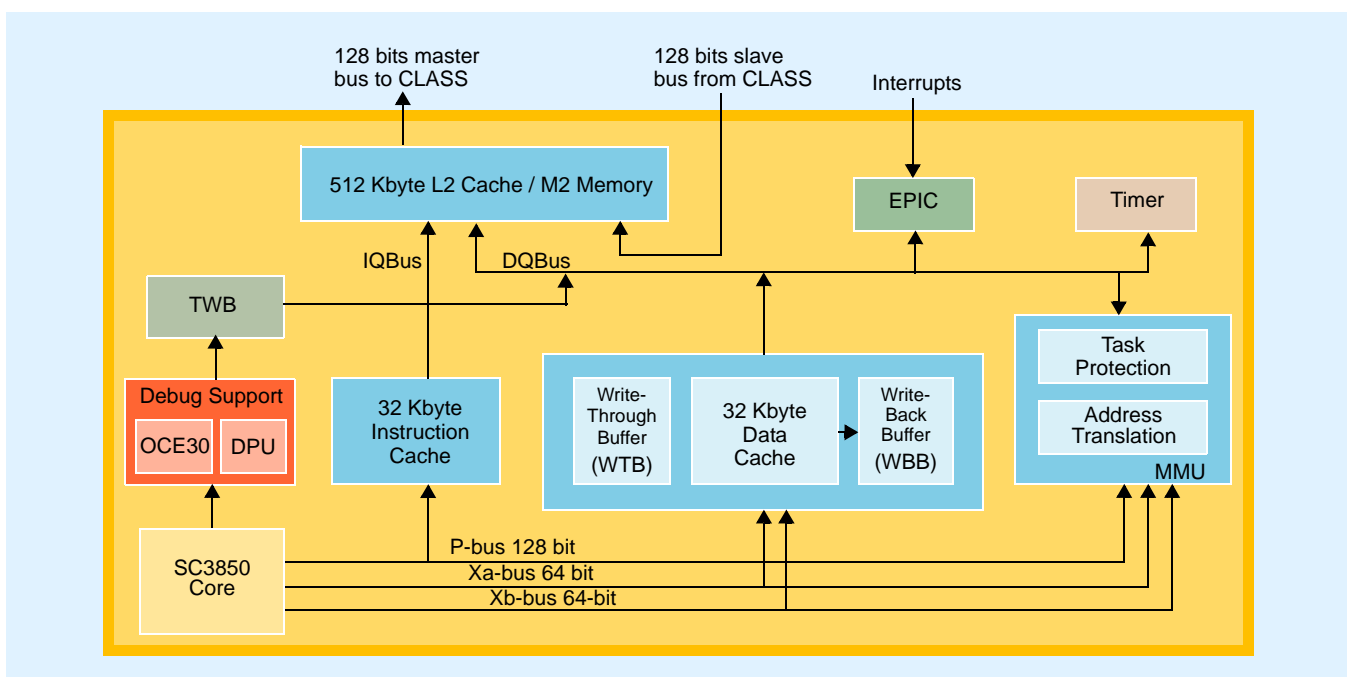 128 bits master
bus to CLASS
128 bits slave
bus from CLASS
Interrupts
512 Kbyte L2 Cache / M2 Memory
EPIC
Timer
IQBus
DQBus
TWB
Task
Protection
Debug Support
OCE30
DPU
32 Kbyte
Instruction
Cache
Write-
Through
Buffer
(WTB)
32 Kbyte
Data
Cache
Write-
Back
Buffer
(WBB)
Address
Translation
MMU
SC3850
Core
P-bus 128 bit
Xa-bus 64 bit
Xb-bus 64-bit